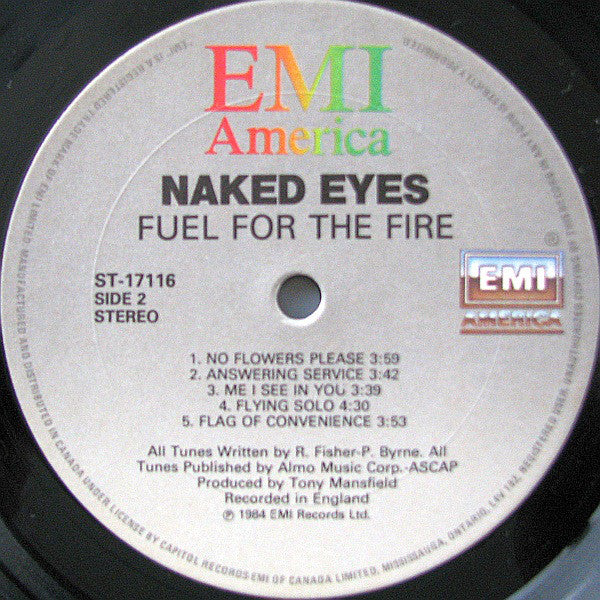 EMI
America
NAKED EYES
FUEL FOR THE FIRE
ST-17116
SIDE 2
STEREO
EMI
AMERICA
1. NO FLOWERS PLEASE 3:59
2. ANSWERING SERVICE 3:42
3. ME I SEE IN YOU 3:39
4. FLYING SOLO 4:30
5. FLAG OF CONVENIENCE 3:53
All Tunes Written by R. Fisher-P. Byrne. All
Tunes Published by Almo Music Corp.-ASCAP
Produced by Tony Mansfield
Recorded in England
℗ 1984 EMI Records Ltd.
MANUFACTURED AND DISTRIBUTED IN CANADA UNDER LICENSE BY CAPITOL RECORDS EMI OF CANADA LIMITED, MISSISSAUGA, ONTARIO, L4V 1N2.